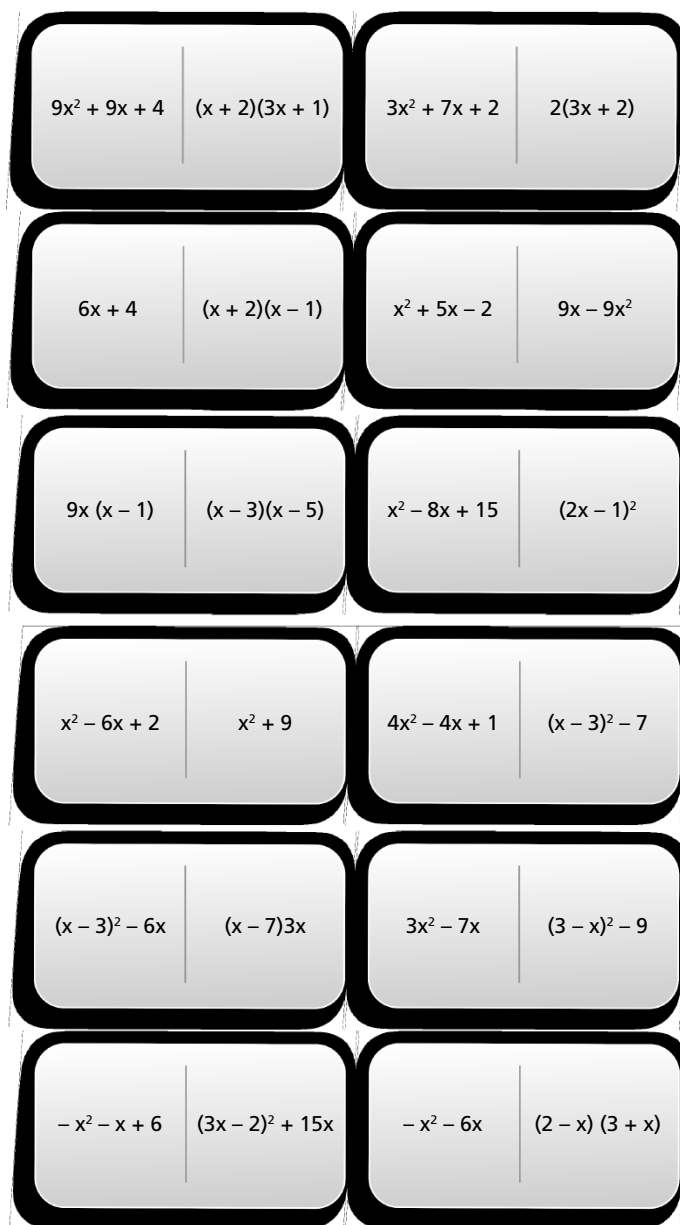 9x² + 9x + 4 (x + 2)(3x + 1) 3x² + 7x + 2 2(3x + 2)
6x + 4 (x + 2)(x – 1) x² + 5x – 2 9x – 9x²
9x (x – 1) (x – 3)(x – 5) x² – 8x + 15 (2x – 1)²
x² – 6x + 2 x² + 9 4x² – 4x + 1 (x – 3)² – 7
(x – 3)² – 6x (x – 7)3x 3x² – 7x (3 – x)² – 9
– x² – x + 6 (3x – 2)² + 15x – x² – 6x (2 – x) (3 + x)